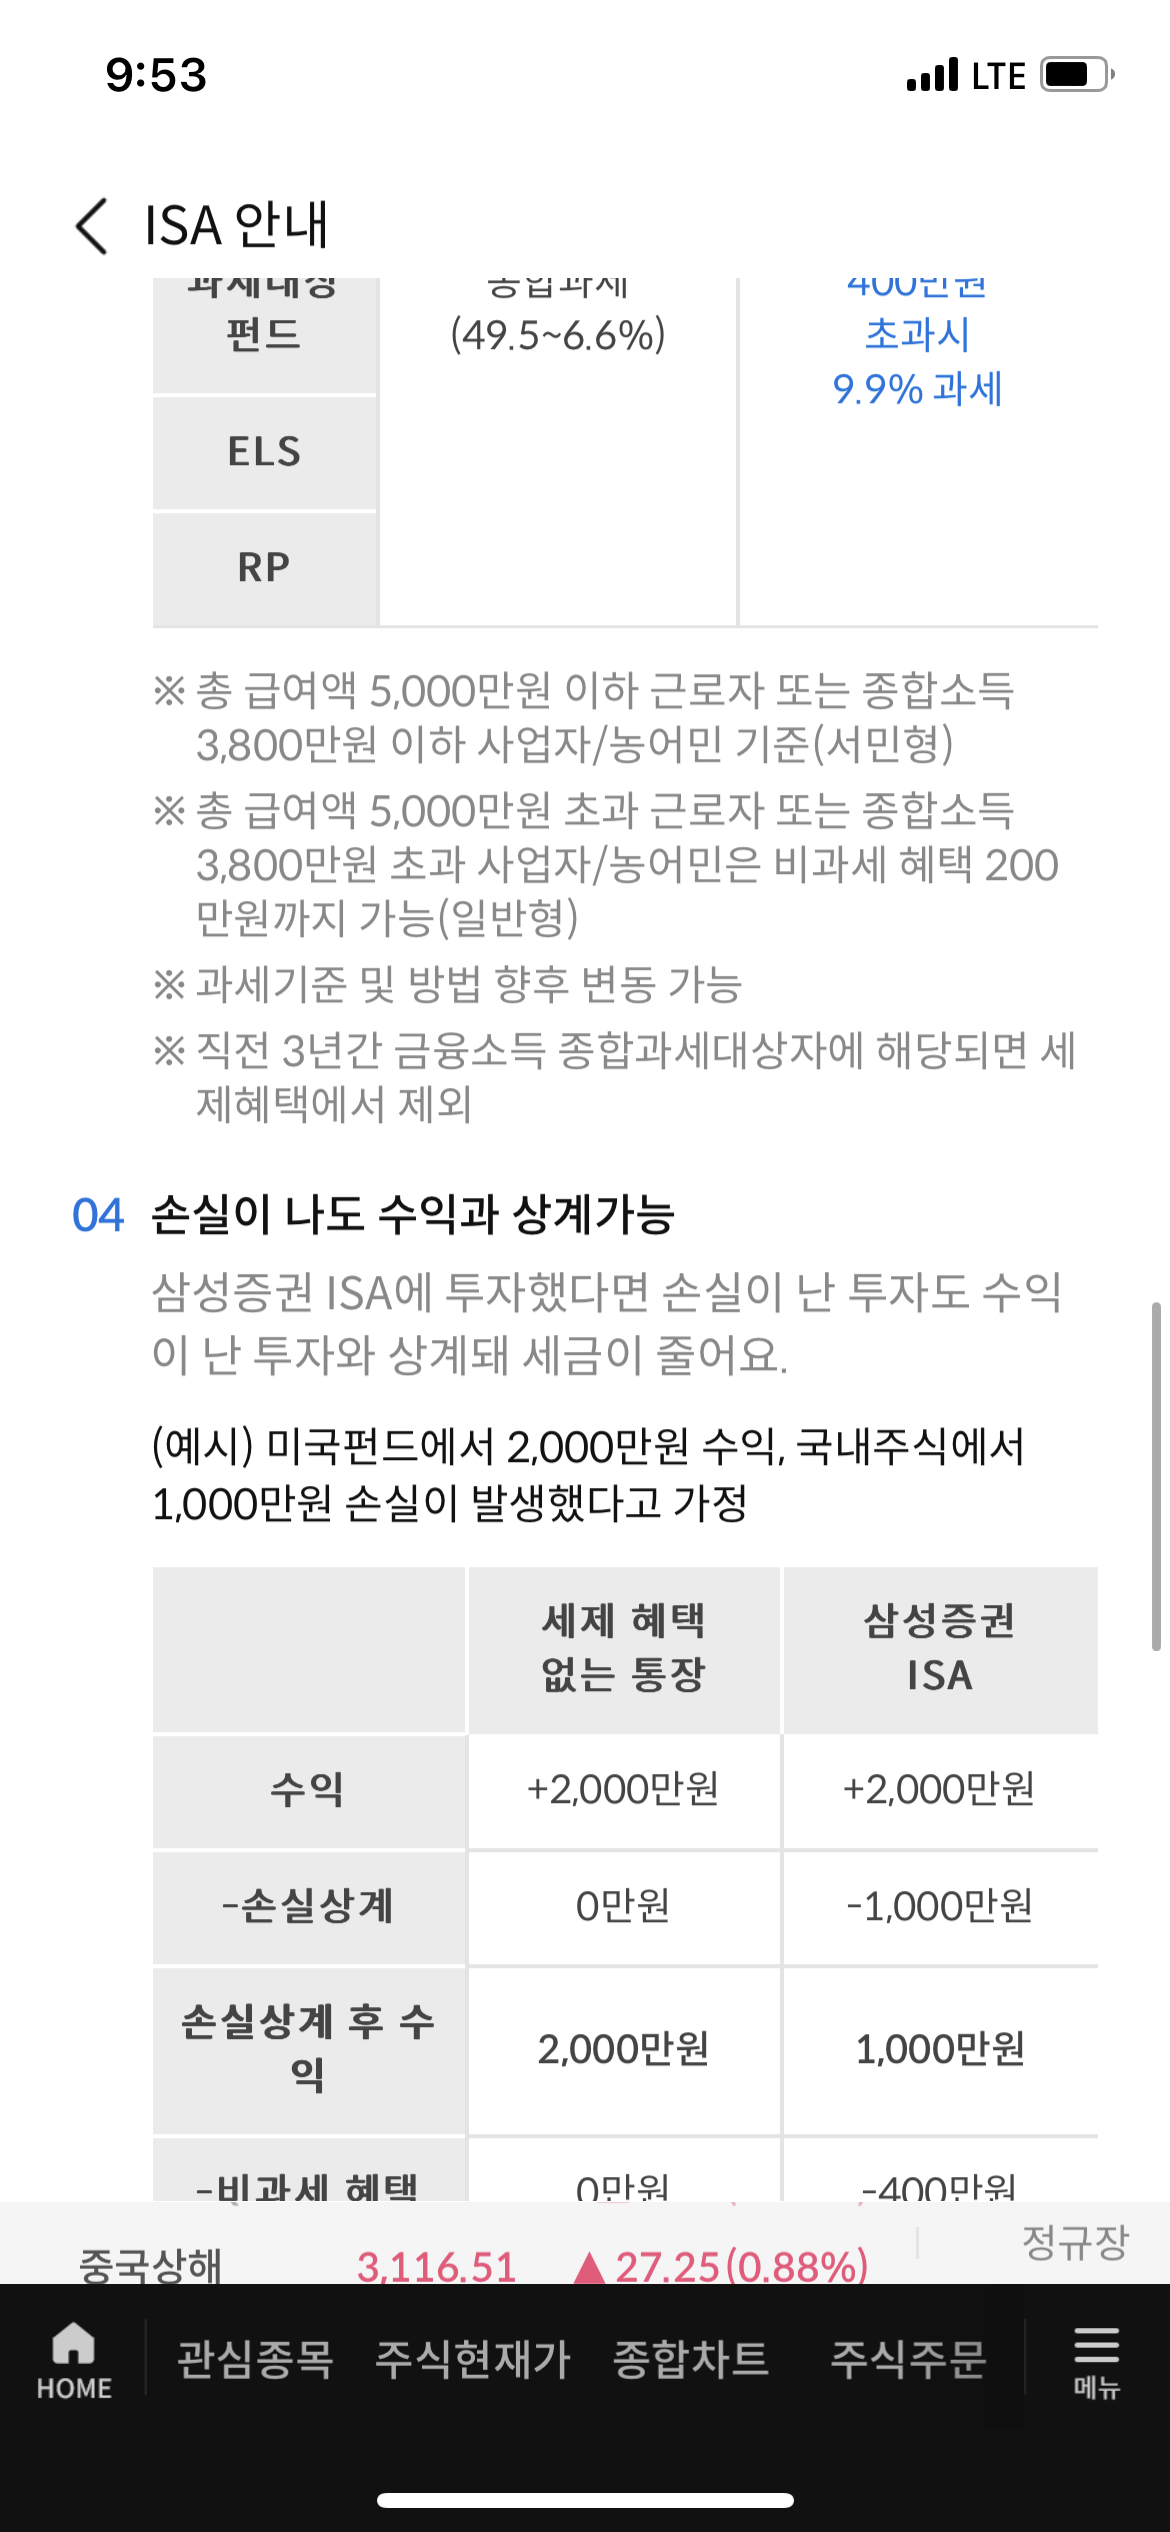 9:53 LTE
ISA 안내
과세대상
펀드
종합과세
(49.5~6.6%)
400만원
초과시
9.9% 과세
ELS
RP
※ 총 급여액 5,000만원 이하 근로자 또는 종합소득
3,800만원 이하 사업자/농어민 기준(서민형)
※ 총 급여액 5,000만원 초과 근로자 또는 종합소득
3,800만원 초과 사업자/농어민은 비과세 혜택 200
만원까지 가능(일반형)
※ 과세기준 및 방법 향후 변동 가능
※ 직전 3년간 금융소득 종합과세대상자에 해당되면 세
제혜택에서 제외
04 손실이 나도 수익과 상계가능
삼성증권 ISA에 투자했다면 손실이 난 투자도 수익
이 난 투자와 상계돼 세금이 줄어요.
(예시) 미국펀드에서 2,000만원 수익, 국내주식에서
1,000만원 손실이 발생했다고 가정
세제 혜택
없는 통장
삼성증권
ISA
수익 +2,000만원 +2,000만원
-손실상계 0만원 -1,000만원
손실상계 후 수
익
2,000만원 1,000만원
-비과세 혜택 0만원 -400만원
중국상해 3,116.51 ▲27.25(0.88%) 정규장
HOME 관심종목 주식현재가 종합차트 주식주문 메뉴